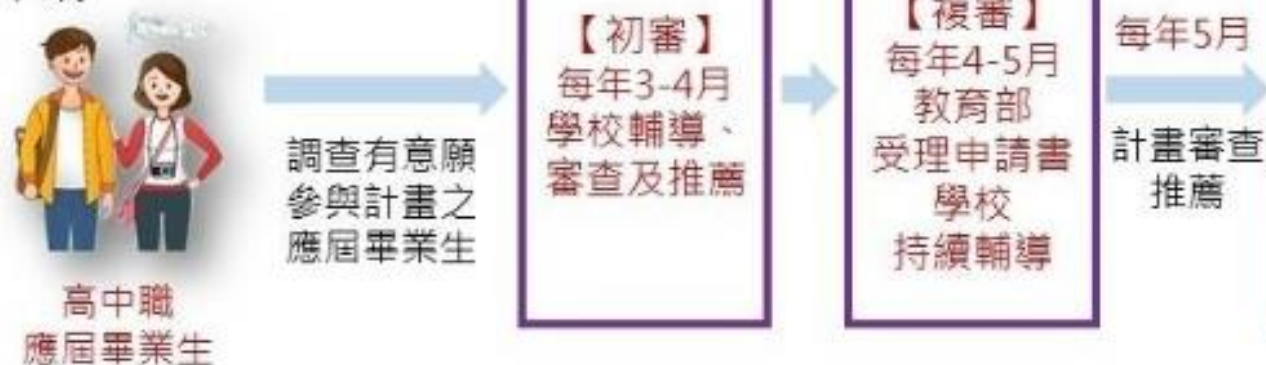 高中職
應屆畢業生
調查有意願
參與計畫之
應屆畢業生
【初審】
每年3-4月
學校輔導、
審查及推薦
【複審】
每年4-5月
教育部
受理申請書
學校
持續輔導
每年5月
計畫審查
推薦